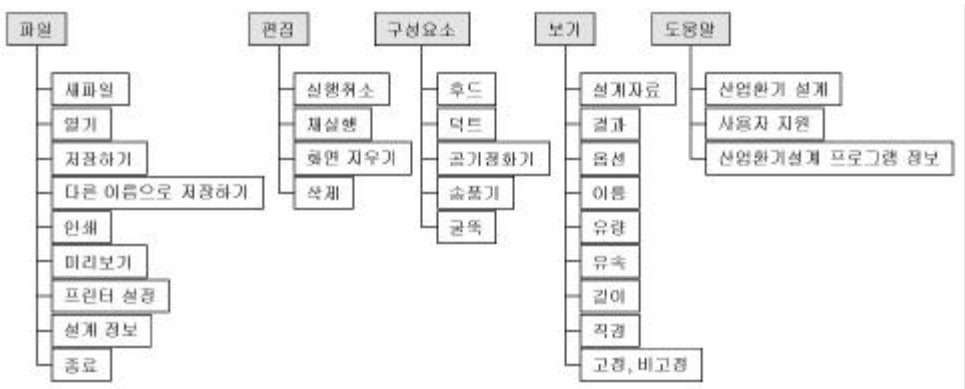 파일
새파일
열기
저장하기
다른 이름으로 저장하기
인쇄
미리보기
프린터 설정
설계 정보
종료
편집
실행취소
재실행
화면 지우기
삭제
구성요소
후드
덕트
공기정화기
송풍기
굴뚝
보기
설계자료
결과
옵션
이름
유량
유속
길이
직경
고정, 비고정
도움말
산업환기 설계
사용자 지원
산업환기설계 프로그램 정보